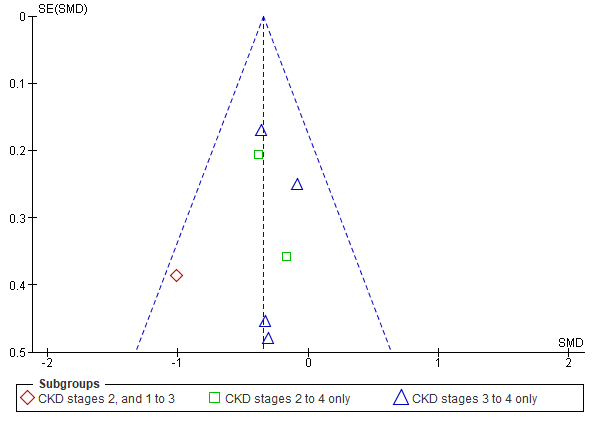 SE(SMD)
0
0.1
0.2
0.3
0.4
0.5
SMD
-2 -1 0 1 2
Subgroups
CKD stages 2, and 1 to 3 CKD stages 2 to 4 only CKD stages 3 to 4 only